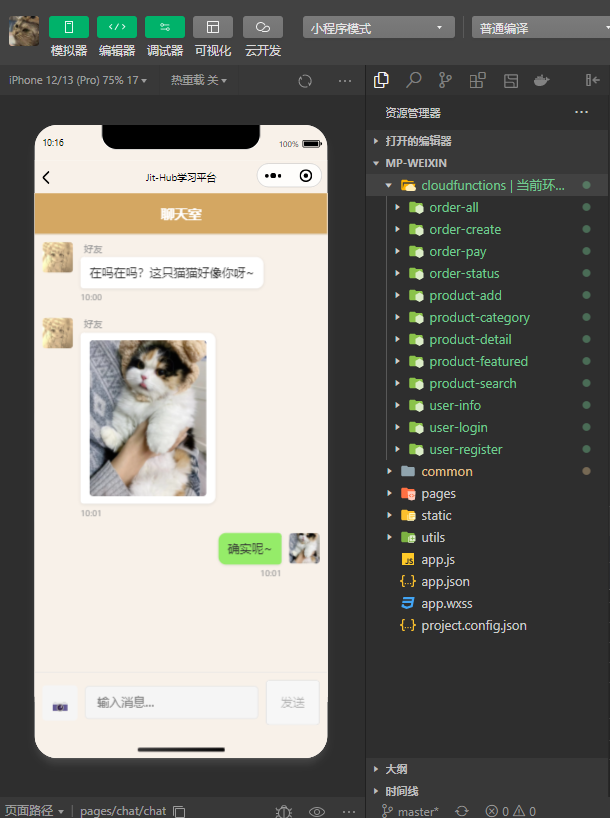 小程序模式
普通编译
模拟器
编辑器
调试器
可视化
云开发
iPhone 12/13 (Pro) 75% 17
热重载 关
10:16
100%
Jit-Hub学习平台
聊天室
好友
在吗在吗？这只猫猫好像你呀~
10:00
好友
10:01
确实呢~
10:01
输入消息...
发送
页面路径
pages/chat/chat
资源管理器
打开的编辑器
MP-WEIXIN
cloudfunctions | 当前环...
order-all
order-create
order-pay
order-status
product-add
product-category
product-detail
product-featured
product-search
user-info
user-login
user-register
common
pages
static
utils
JS app.js
{..} app.json
app.wxss
{..} project.config.json
大纲
时间线
master*
0
0